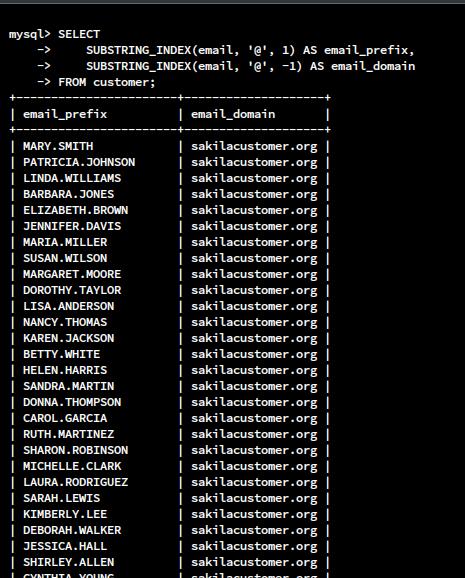 mysql> SELECT
    ->     SUBSTRING_INDEX(email, '@', 1) AS email_prefix,
    ->     SUBSTRING_INDEX(email, '@', -1) AS email_domain
    -> FROM customer;
+-----------------------+--------------------+
| email_prefix          | email_domain       |
+-----------------------+--------------------+
| MARY.SMITH            | sakilacustomer.org |
| PATRICIA.JOHNSON      | sakilacustomer.org |
| LINDA.WILLIAMS        | sakilacustomer.org |
| BARBARA.JONES         | sakilacustomer.org |
| ELIZABETH.BROWN       | sakilacustomer.org |
| JENNIFER.DAVIS        | sakilacustomer.org |
| MARIA.MILLER          | sakilacustomer.org |
| SUSAN.WILSON          | sakilacustomer.org |
| MARGARET.MOORE        | sakilacustomer.org |
| DOROTHY.TAYLOR        | sakilacustomer.org |
| LISA.ANDERSON         | sakilacustomer.org |
| NANCY.THOMAS          | sakilacustomer.org |
| KAREN.JACKSON         | sakilacustomer.org |
| BETTY.WHITE           | sakilacustomer.org |
| HELEN.HARRIS          | sakilacustomer.org |
| SANDRA.MARTIN         | sakilacustomer.org |
| DONNA.THOMPSON        | sakilacustomer.org |
| CAROL.GARCIA          | sakilacustomer.org |
| RUTH.MARTINEZ         | sakilacustomer.org |
| SHARON.ROBINSON       | sakilacustomer.org |
| MICHELLE.CLARK        | sakilacustomer.org |
| LAURA.RODRIGUEZ       | sakilacustomer.org |
| SARAH.LEWIS           | sakilacustomer.org |
| KIMBERLY.LEE          | sakilacustomer.org |
| DEBORAH.WALKER        | sakilacustomer.org |
| JESSICA.HALL          | sakilacustomer.org |
| SHIRLEY.ALLEN         | sakilacustomer.org |
| CYNTHIA.YOUNG         | sakilacustomer.org |